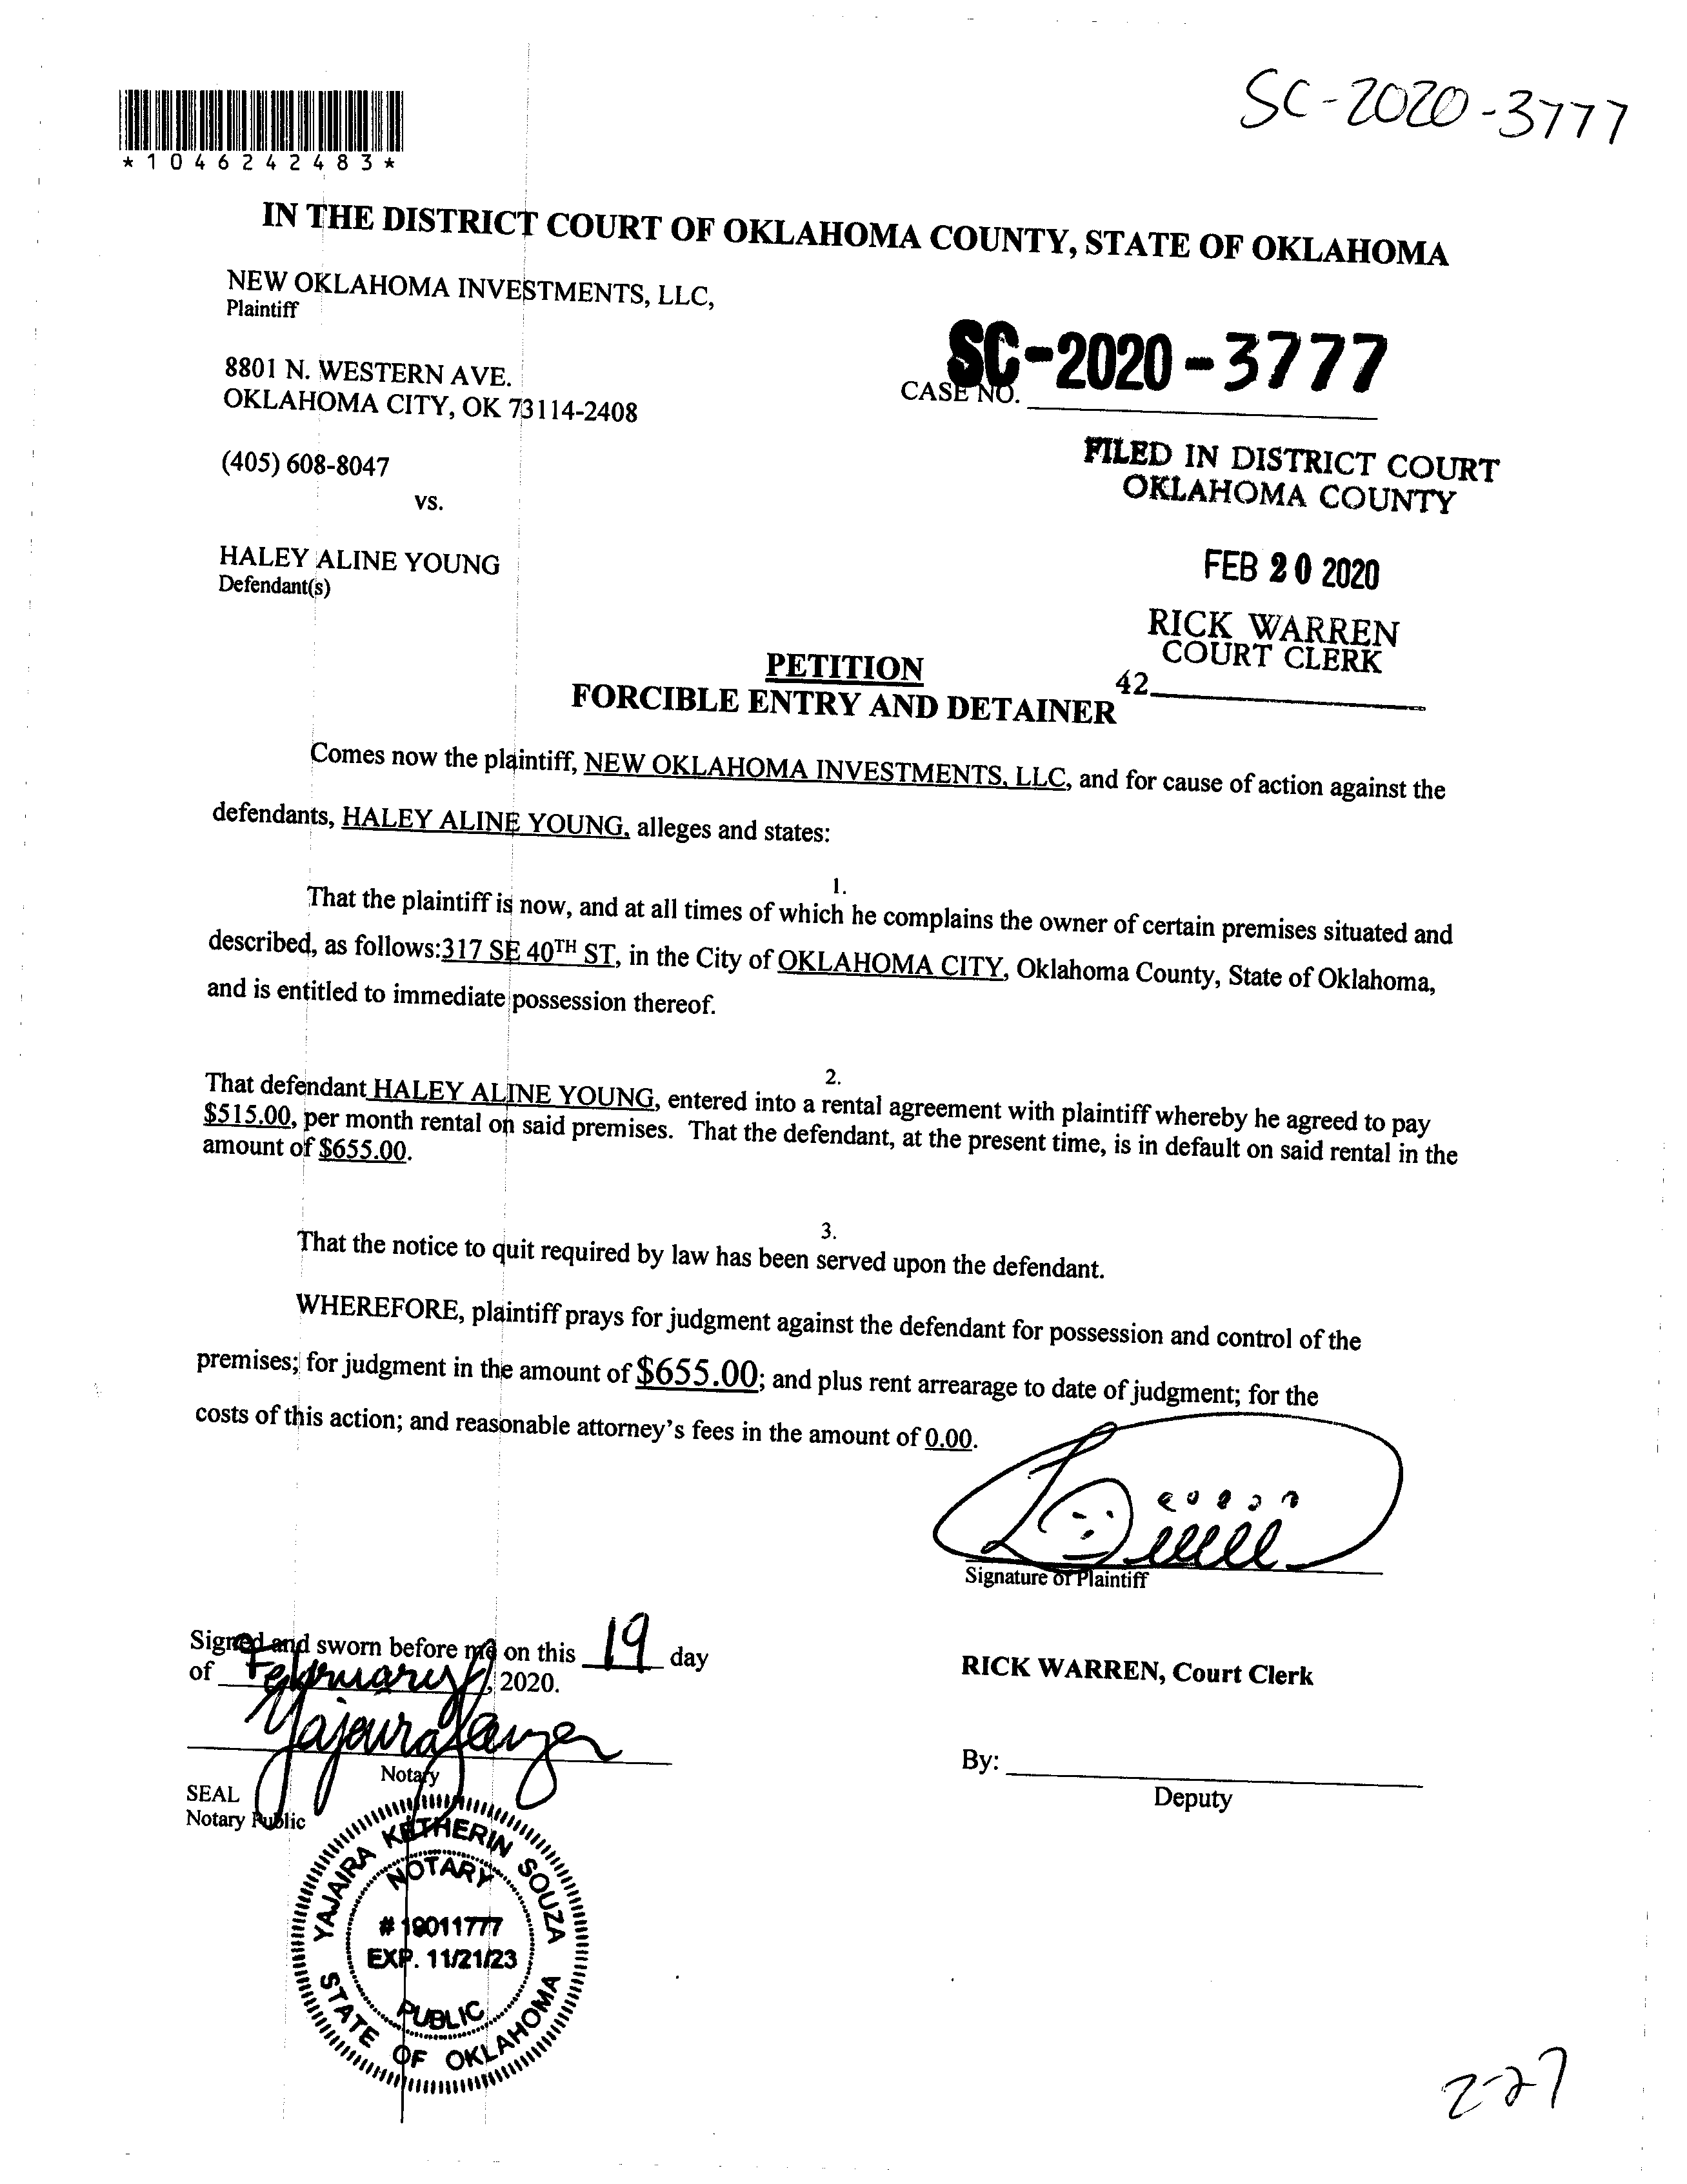 SC-2020-3777
*1046242483*
IN THE DISTRICT COURT OF OKLAHOMA COUNTY, STATE OF OKLAHOMA
NEW OKLAHOMA INVESTMENTS, LLC,
Plaintiff
8801 N. WESTERN AVE.
OKLAHOMA CITY, OK 73114-2408
CASE NO. SC-2020-3777
(405) 608-8047
vs.
FILED IN DISTRICT COURT
OKLAHOMA COUNTY
HALEY ALINE YOUNG
Defendant(s)
FEB 20 2020
RICK WARREN
COURT CLERK
42
PETITION
FORCIBLE ENTRY AND DETAINER
Comes now the plaintiff, NEW OKLAHOMA INVESTMENTS, LLC, and for cause of action against the
defendants, HALEY ALINE YOUNG, alleges and states:
1.
That the plaintiff is now, and at all times of which he complains the owner of certain premises situated and
described, as follows:317 SE 40TH ST, in the City of OKLAHOMA CITY, Oklahoma County, State of Oklahoma,
and is entitled to immediate possession thereof.
2.
That defendant HALEY ALINE YOUNG, entered into a rental agreement with plaintiff whereby he agreed to pay
$515.00, per month rental on said premises. That the defendant, at the present time, is in default on said rental in the
amount of $655.00.
3.
That the notice to quit required by law has been served upon the defendant.
WHEREFORE, plaintiff prays for judgment against the defendant for possession and control of the
premises; for judgment in the amount of $655.00; and plus rent arrearage to date of judgment; for the
costs of this action; and reasonable attorney's fees in the amount of 0.00.
Signature of Plaintiff
Signed and sworn before me on this 19 day
of February, 2020.
RICK WARREN, Court Clerk
Notary
SEAL
Notary Public
By:
Deputy
YAJAIRA KETHERIN SOUZA
NOTARY
# 19011777
EXP. 11/21/23
PUBLIC
STATE OF OKLAHOMA
2-27